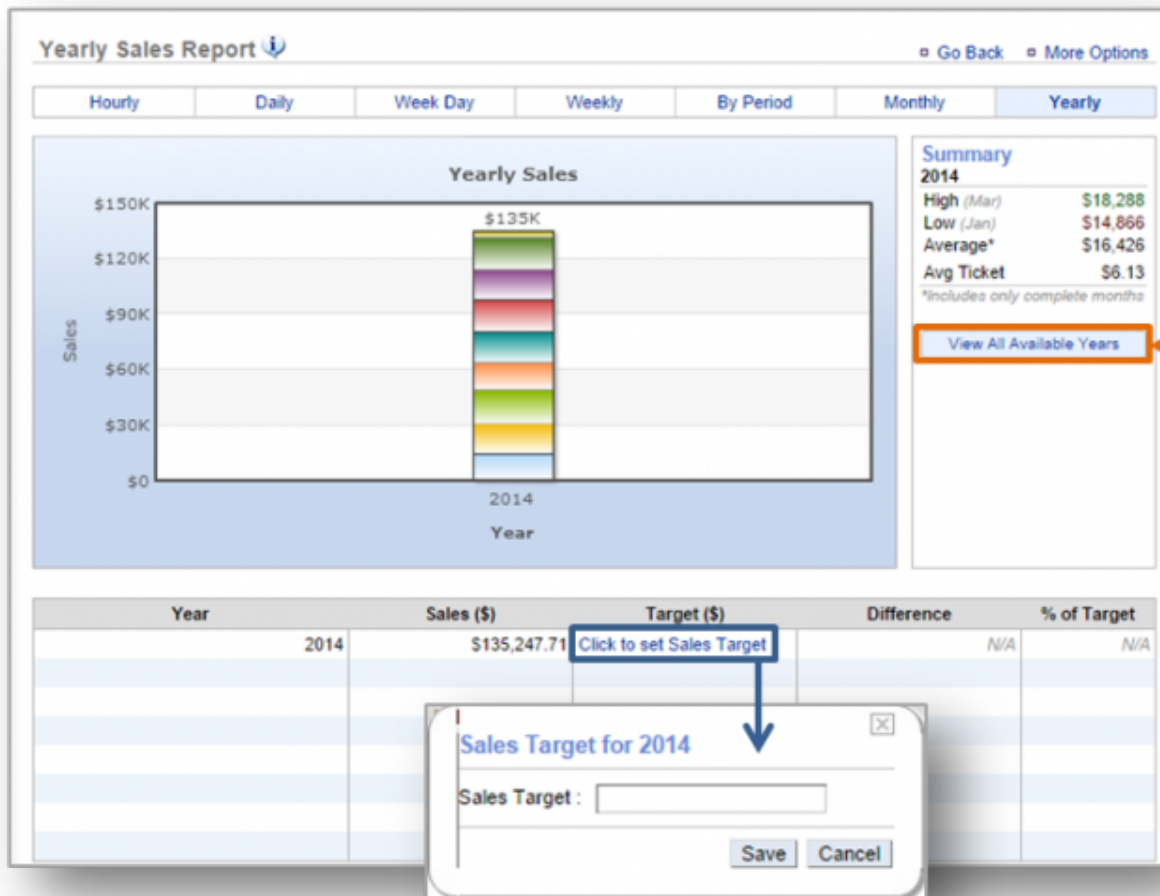 Yearly Sales Report
Go Back More Options
Hourly Daily Week Day Weekly By Period Monthly Yearly
Yearly Sales
$150K
$120K
$90K
$60K
$30K
$0
Sales
$135K
2014
Year
Summary
2014
High (Mar) $18,288
Low (Jan) $14,866
Average* $16,426
Avg Ticket $6.13
*Includes only complete months
View All Available Years
Year Sales ($) Target ($) Difference % of Target
2014 $135,247.71 Click to set Sales Target N/A N/A
Sales Target for 2014
Sales Target :
Save Cancel